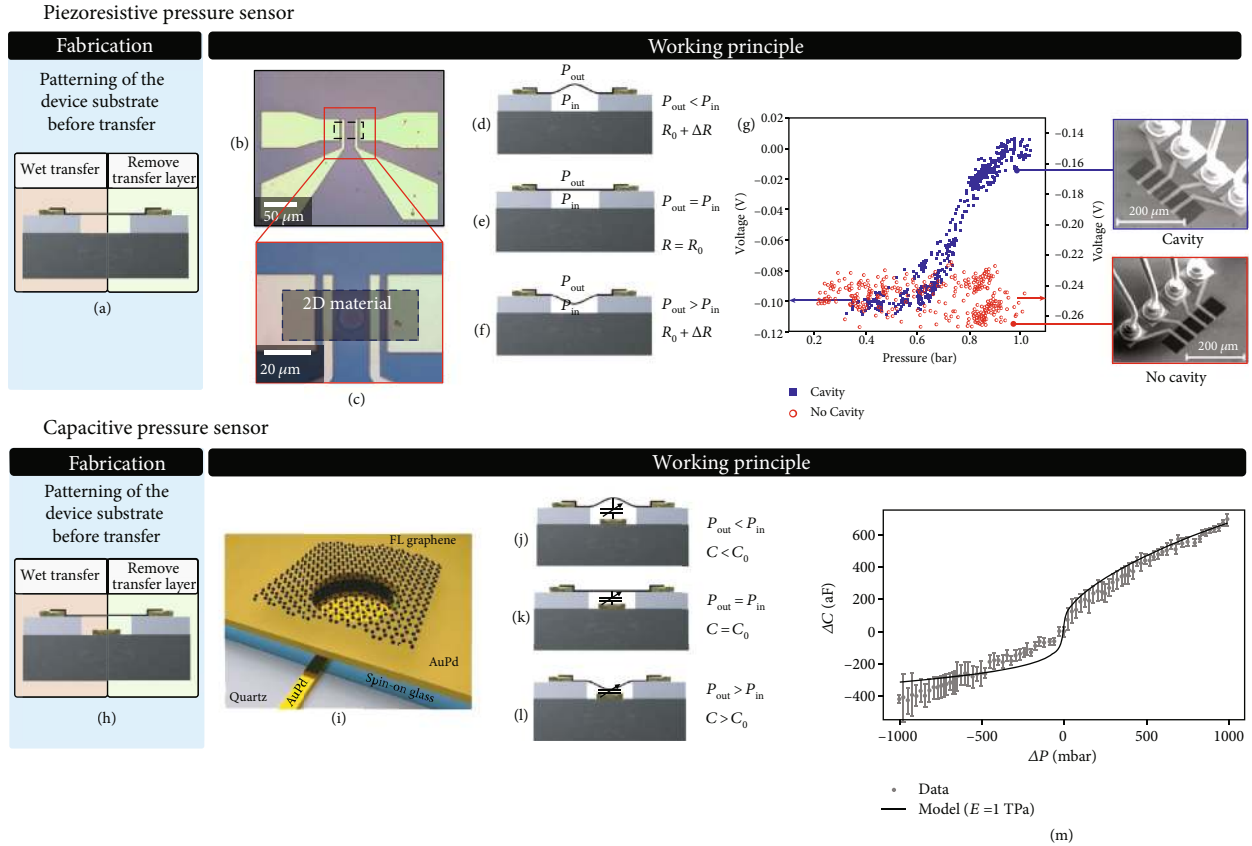 Piezoresistive pressure sensor
Fabrication
Working principle
Patterning of the
device substrate
before transfer
Wet transfer
Remove
transfer layer
(a)
(b)
50 μm
2D material
20 μm
(c)
(d)
P_out
P_in
P_out < P_in
R_0 + ΔR
(e)
P_out
P_in
P_out = P_in
R = R_0
(f)
P_out
P_in
P_out > P_in
R_0 + ΔR
(g)
0.02
0.00
−0.02
−0.04
−0.06
−0.08
−0.10
−0.12
Voltage (V)
0.2
0.4
0.6
0.8
1.0
Pressure (bar)
−0.14
−0.16
−0.18
−0.20
−0.22
−0.24
−0.26
Voltage (V)
Cavity
No Cavity
200 μm
Cavity
200 μm
No cavity
Capacitive pressure sensor
Fabrication
Working principle
Patterning of the
device substrate
before transfer
Wet transfer
Remove
transfer layer
(h)
FL graphene
AuPd
Spin-on glass
AuPd
Quartz
(i)
(j)
P_out < P_in
C < C_0
(k)
P_out = P_in
C = C_0
(l)
P_out > P_in
C > C_0
600
400
200
0
−200
−400
ΔC (aF)
−1000
−500
0
500
1000
ΔP (mbar)
Data
Model (E =1 TPa)
(m)